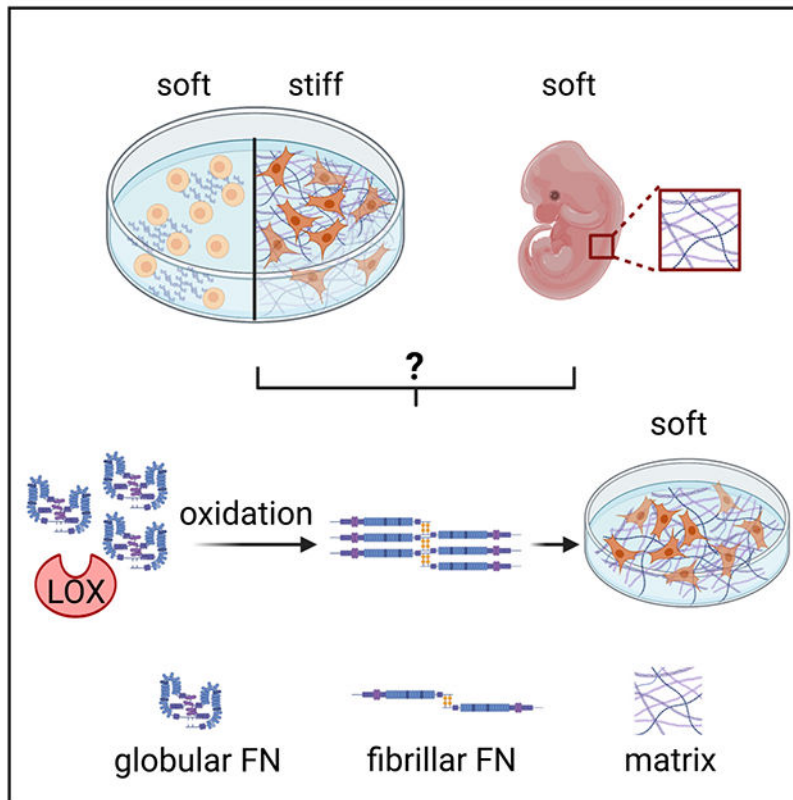 soft
stiff
soft
?
soft
oxidation
LOX
globular FN
fibrillar FN
matrix